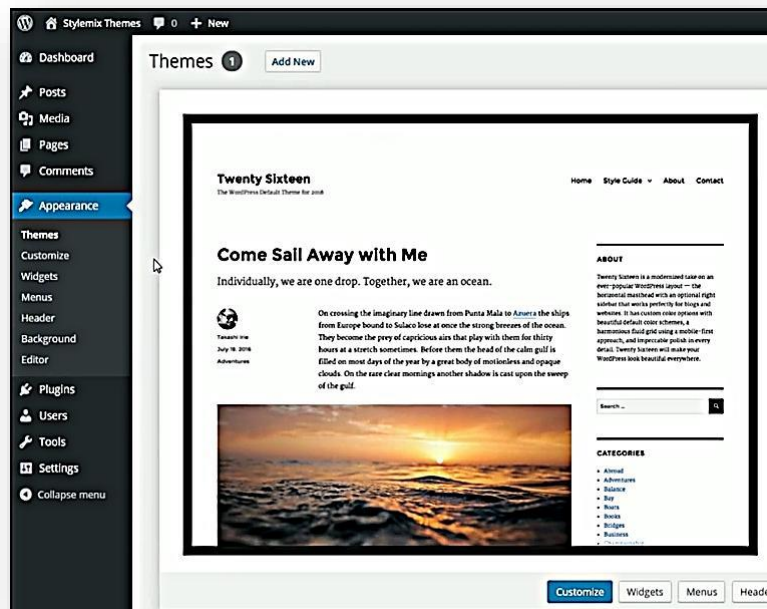 Stylemix Themes 0 + New
Dashboard
Posts
Media
Pages
Comments
Appearance
Themes
Customize
Widgets
Menus
Header
Background
Editor
Plugins
Users
Tools
Settings
Collapse menu
Themes 1 Add New
Twenty Sixteen
The WordPress Default Theme for 2016
Home Style Guide About Contact
Come Sail Away with Me
Individually, we are one drop. Together, we are an ocean.
Takashi Irie
July 18, 2016
Adventures
On crossing the imaginary line drawn from Punta Mala to Azuera the ships
from Europe bound to Sulaco lose at once the strong breezes of the ocean.
They become the prey of capricious airs that play with them for thirty
hours at a stretch sometimes. Before them the head of the calm gulf is
filled on most days of the year by a great body of motionless and opaque
clouds. On the rare clear mornings another shadow is cast upon the sweep
of the gulf.
ABOUT
Twenty Sixteen is a modernized take on an
ever-popular WordPress layout — the
horizontal masthead with an optional right
sidebar that works perfectly for blogs and
websites. It has custom color options with
beautiful default color schemes, a
harmonious fluid grid using a mobile-first
approach, and impeccable polish in every
detail. Twenty Sixteen will make your
WordPress look beautiful everywhere.
Search ...
CATEGORIES
Abroad
Adventures
Balance
Bay
Boats
Books
Bridges
Business
Customize Widgets Menus Heade